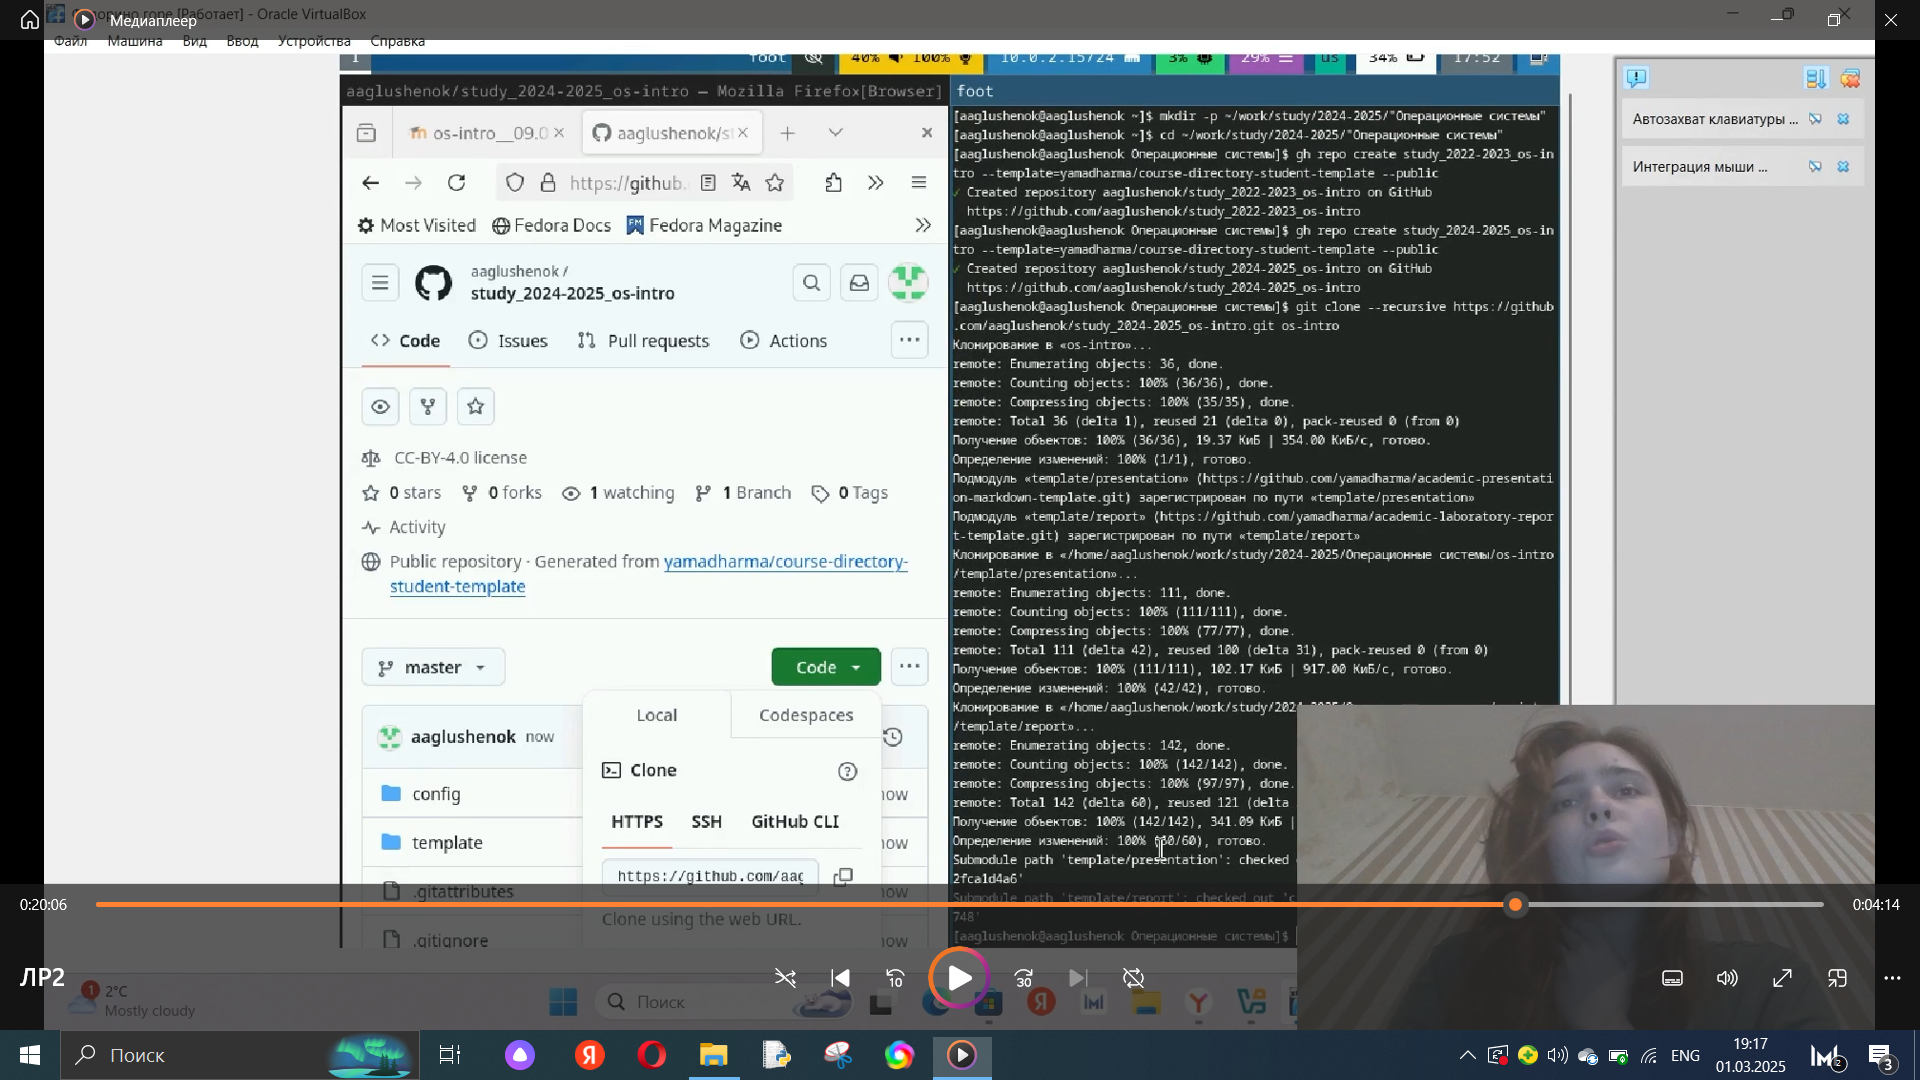 [Работает] - Oracle VirtualBox
Медиаплеер
Файл Машина Вид Ввод Устройства Справка
1 foot 40% 100% 10.0.2.15/24 3% 29% us 34% 17:52
aaglushenok/study_2024-2025_os-intro — Mozilla Firefox[Browser]
os-intro__09.0
aaglushenok/st
https://github.
Most Visited Fedora Docs Fedora Magazine
aaglushenok /
study_2024-2025_os-intro
Code Issues Pull requests Actions
CC-BY-4.0 license
0 stars 0 forks 1 watching 1 Branch 0 Tags
Activity
Public repository · Generated from yamadharma/course-directory-
student-template
master Code
Local Codespaces
aaglushenok now
Clone
config now
HTTPS SSH GitHub CLI
template now
https://github.com/aag
.gitattributes now
Clone using the web URL.
.gitignore now
foot
[aaglushenok@aaglushenok ~]$ mkdir -p ~/work/study/2024-2025/"Операционные системы"
[aaglushenok@aaglushenok ~]$ cd ~/work/study/2024-2025/"Операционные системы"
[aaglushenok@aaglushenok Операционные системы]$ gh repo create study_2022-2023_os-in
tro --template=yamadharma/course-directory-student-template --public
✓ Created repository aaglushenok/study_2022-2023_os-intro on GitHub
https://github.com/aaglushenok/study_2022-2023_os-intro
[aaglushenok@aaglushenok Операционные системы]$ gh repo create study_2024-2025_os-in
tro --template=yamadharma/course-directory-student-template --public
✓ Created repository aaglushenok/study_2024-2025_os-intro on GitHub
https://github.com/aaglushenok/study_2024-2025_os-intro
[aaglushenok@aaglushenok Операционные системы]$ git clone --recursive https://github
.com/aaglushenok/study_2024-2025_os-intro.git os-intro
Клонирование в «os-intro»...
remote: Enumerating objects: 36, done.
remote: Counting objects: 100% (36/36), done.
remote: Compressing objects: 100% (35/35), done.
remote: Total 36 (delta 1), reused 21 (delta 0), pack-reused 0 (from 0)
Получение объектов: 100% (36/36), 19.37 КиБ | 354.00 КиБ/с, готово.
Определение изменений: 100% (1/1), готово.
Подмодуль «template/presentation» (https://github.com/yamadharma/academic-presentati
on-markdown-template.git) зарегистрирован по пути «template/presentation»
Подмодуль «template/report» (https://github.com/yamadharma/academic-laboratory-repor
t-template.git) зарегистрирован по пути «template/report»
Клонирование в «/home/aaglushenok/work/study/2024-2025/Операционные системы/os-intro
/template/presentation»...
remote: Enumerating objects: 111, done.
remote: Counting objects: 100% (111/111), done.
remote: Compressing objects: 100% (77/77), done.
remote: Total 111 (delta 42), reused 100 (delta 31), pack-reused 0 (from 0)
Получение объектов: 100% (111/111), 102.17 КиБ | 917.00 КиБ/с, готово.
Определение изменений: 100% (42/42), готово.
Клонирование в «/home/aaglushenok/work/study/202
/template/report»...
remote: Enumerating objects: 142, done.
remote: Counting objects: 100% (142/142), done.
remote: Compressing objects: 100% (97/97), done.
remote: Total 142 (delta 60), reused 121 (delta
Получение объектов: 100% (142/142), 341.09 КиБ |
Определение изменений: 100% (60/60), готово.
Submodule path 'template/presentation': checked
2fca1d4a6'
Submodule path 'template/report': checked out 'c
748'
[aaglushenok@aaglushenok Операционные системы]$
Автозахват клавиатуры ...
Интеграция мыши ...
0:20:06 0:04:14
ЛР2
10 30
1 2°C
Mostly cloudy
Поиск
Поиск
ENG
19:17
01.03.2025
2
3